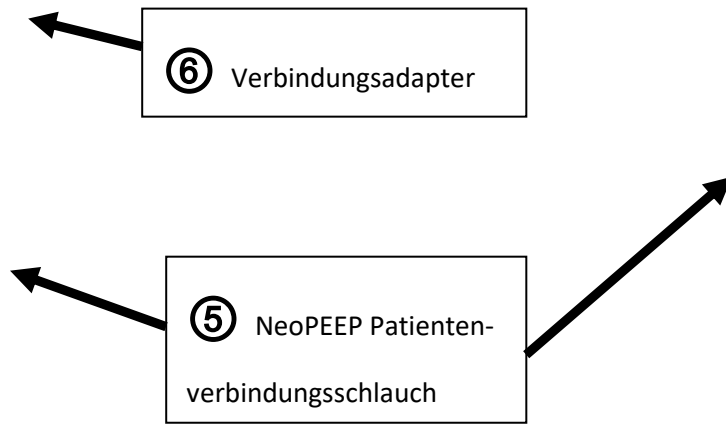 ⑥ Verbindungsadapter
⑤ NeoPEEP Patienten-
verbindungsschlauch